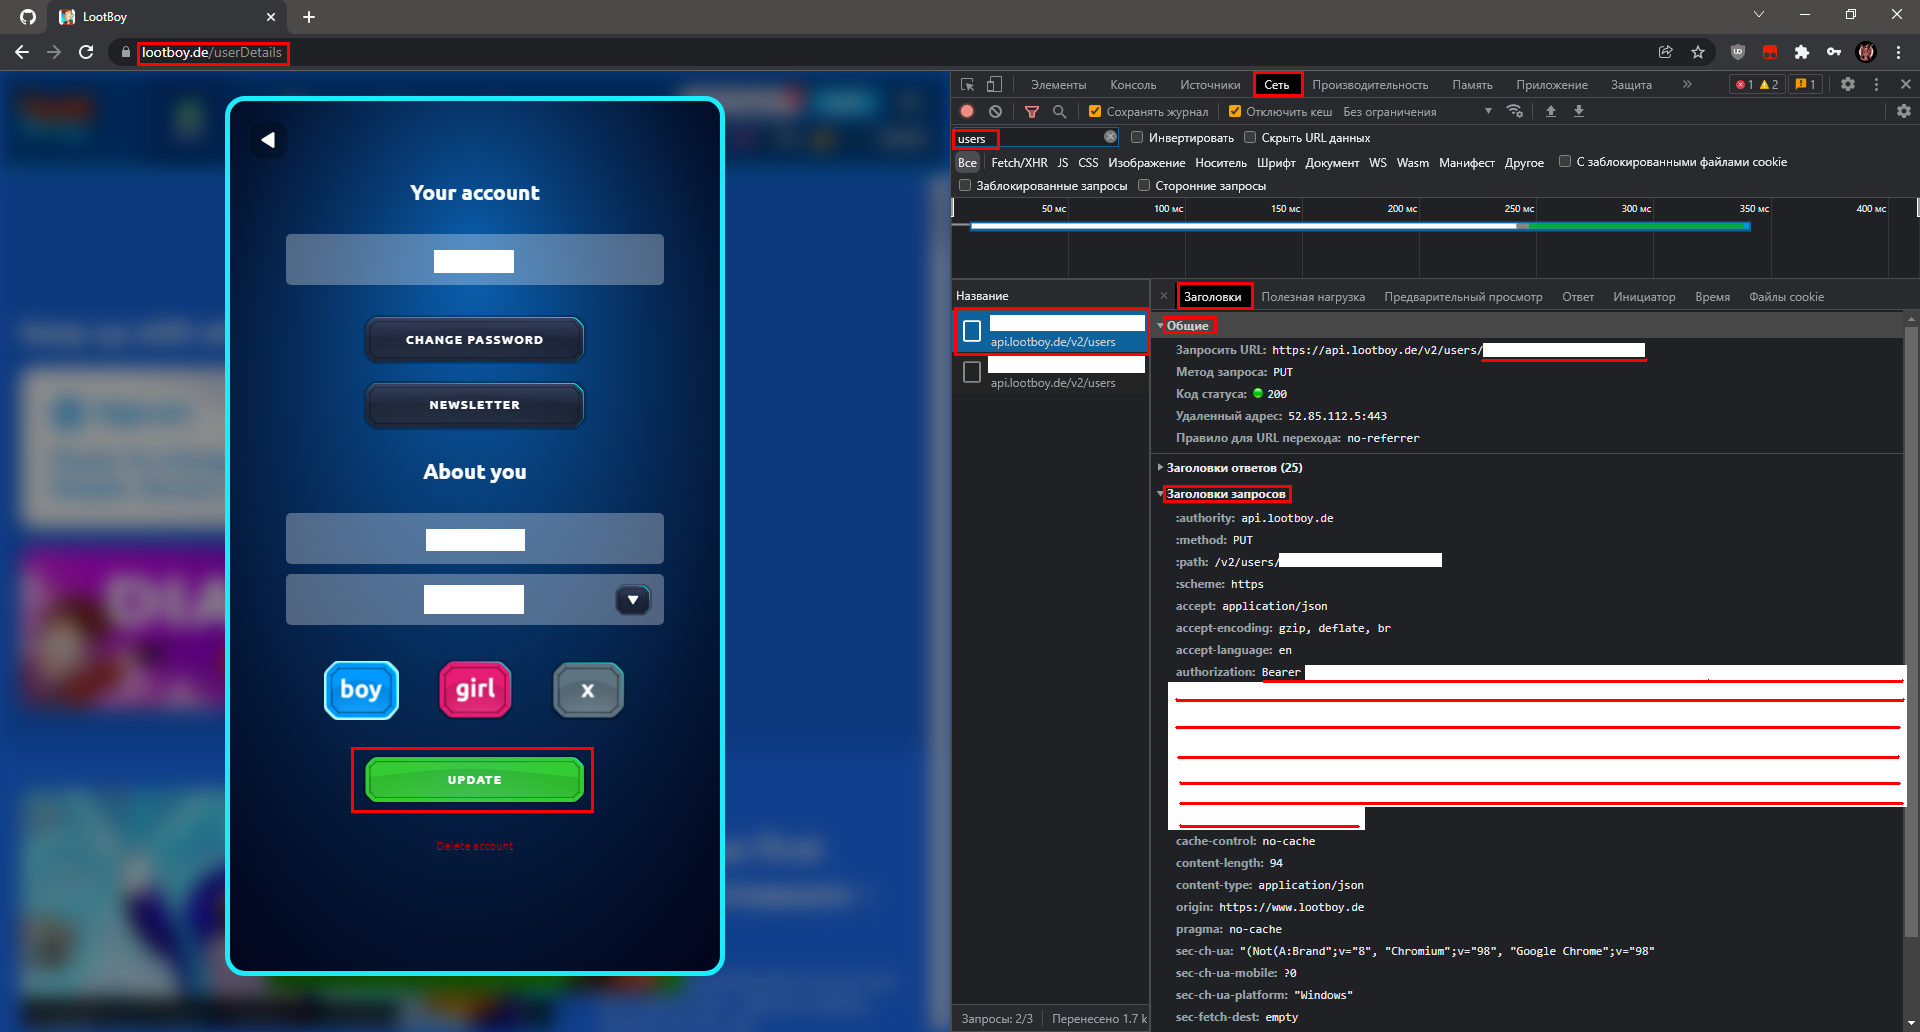 LootBoy
lootboy.de/userDetails
Your account
CHANGE PASSWORD
NEWSLETTER
About you
boy
girl
x
UPDATE
Delete account
Элементы
Консоль
Источники
Сеть
Производительность
Память
Приложение
Защита
1
2
1
Сохранять журнал
Отключить кеш
Без ограничения
users
Инвертировать
Скрыть URL данных
Все
Fetch/XHR
JS
CSS
Изображение
Носитель
Шрифт
Документ
WS
Wasm
Манифест
Другое
С заблокированными файлами cookie
Заблокированные запросы
Сторонние запросы
50 мс
100 мс
150 мс
200 мс
250 мс
300 мс
350 мс
400 мс
Название
api.lootboy.de/v2/users
api.lootboy.de/v2/users
Запросы: 2/3
Перенесено 1.7 k
Заголовки
Полезная нагрузка
Предварительный просмотр
Ответ
Инициатор
Время
Файлы cookie
Общие
Запросить URL: https://api.lootboy.de/v2/users/
Метод запроса: PUT
Код статуса: 200
Удаленный адрес: 52.85.112.5:443
Правило для URL перехода: no-referrer
Заголовки ответов (25)
Заголовки запросов
:authority: api.lootboy.de
:method: PUT
:path: /v2/users/
:scheme: https
accept: application/json
accept-encoding: gzip, deflate, br
accept-language: en
authorization: Bearer
cache-control: no-cache
content-length: 94
content-type: application/json
origin: https://www.lootboy.de
pragma: no-cache
sec-ch-ua: "(Not(A:Brand";v="8", "Chromium";v="98", "Google Chrome";v="98"
sec-ch-ua-mobile: ?0
sec-ch-ua-platform: "Windows"
sec-fetch-dest: empty